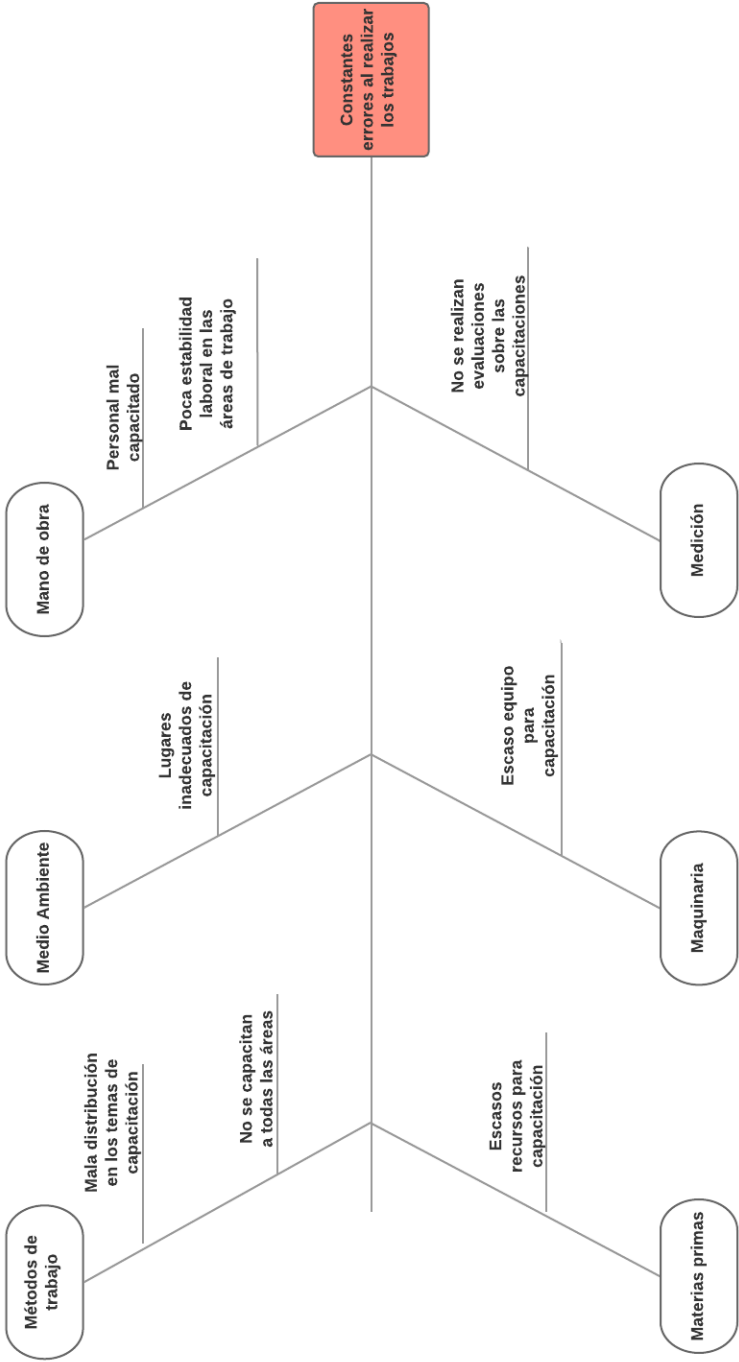 Métodos de
trabajo
Medio Ambiente
Mano de obra
Mala distribución
en los temas de
capacitación
No se capacitan
a todas las áreas
Lugares
inadecuados de
capacitación
Personal mal
capacitado
Poca estabilidad
laboral en las
áreas de trabajo
Constantes
errores al realizar
los trabajos
Escasos
recursos para
capacitación
Escaso equipo
para
capacitación
No se realizan
evaluaciones
sobre las
capacitaciones
Materias primas
Maquinaria
Medición